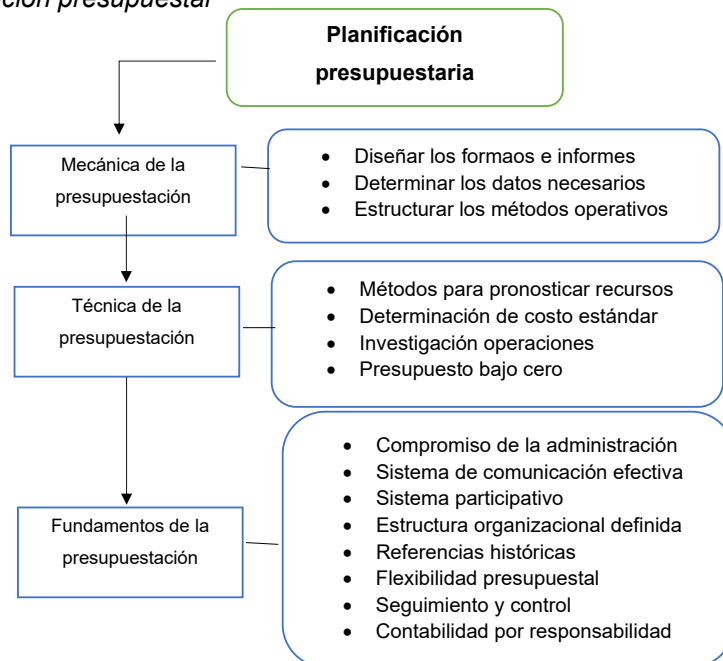 presupuestal
Planificación
presupuestaria
Mecánica de la
presupuestación
• Diseñar los formaos e informes
• Determinar los datos necesarios
• Estructurar los métodos operativos
Técnica de la
presupuestación
• Métodos para pronosticar recursos
• Determinación de costo estándar
• Investigación operaciones
• Presupuesto bajo cero
Fundamentos de la
presupuestación
• Compromiso de la administración
• Sistema de comunicación efectiva
• Sistema participativo
• Estructura organizacional definida
• Referencias históricas
• Flexibilidad presupuestal
• Seguimiento y control
• Contabilidad por responsabilidad